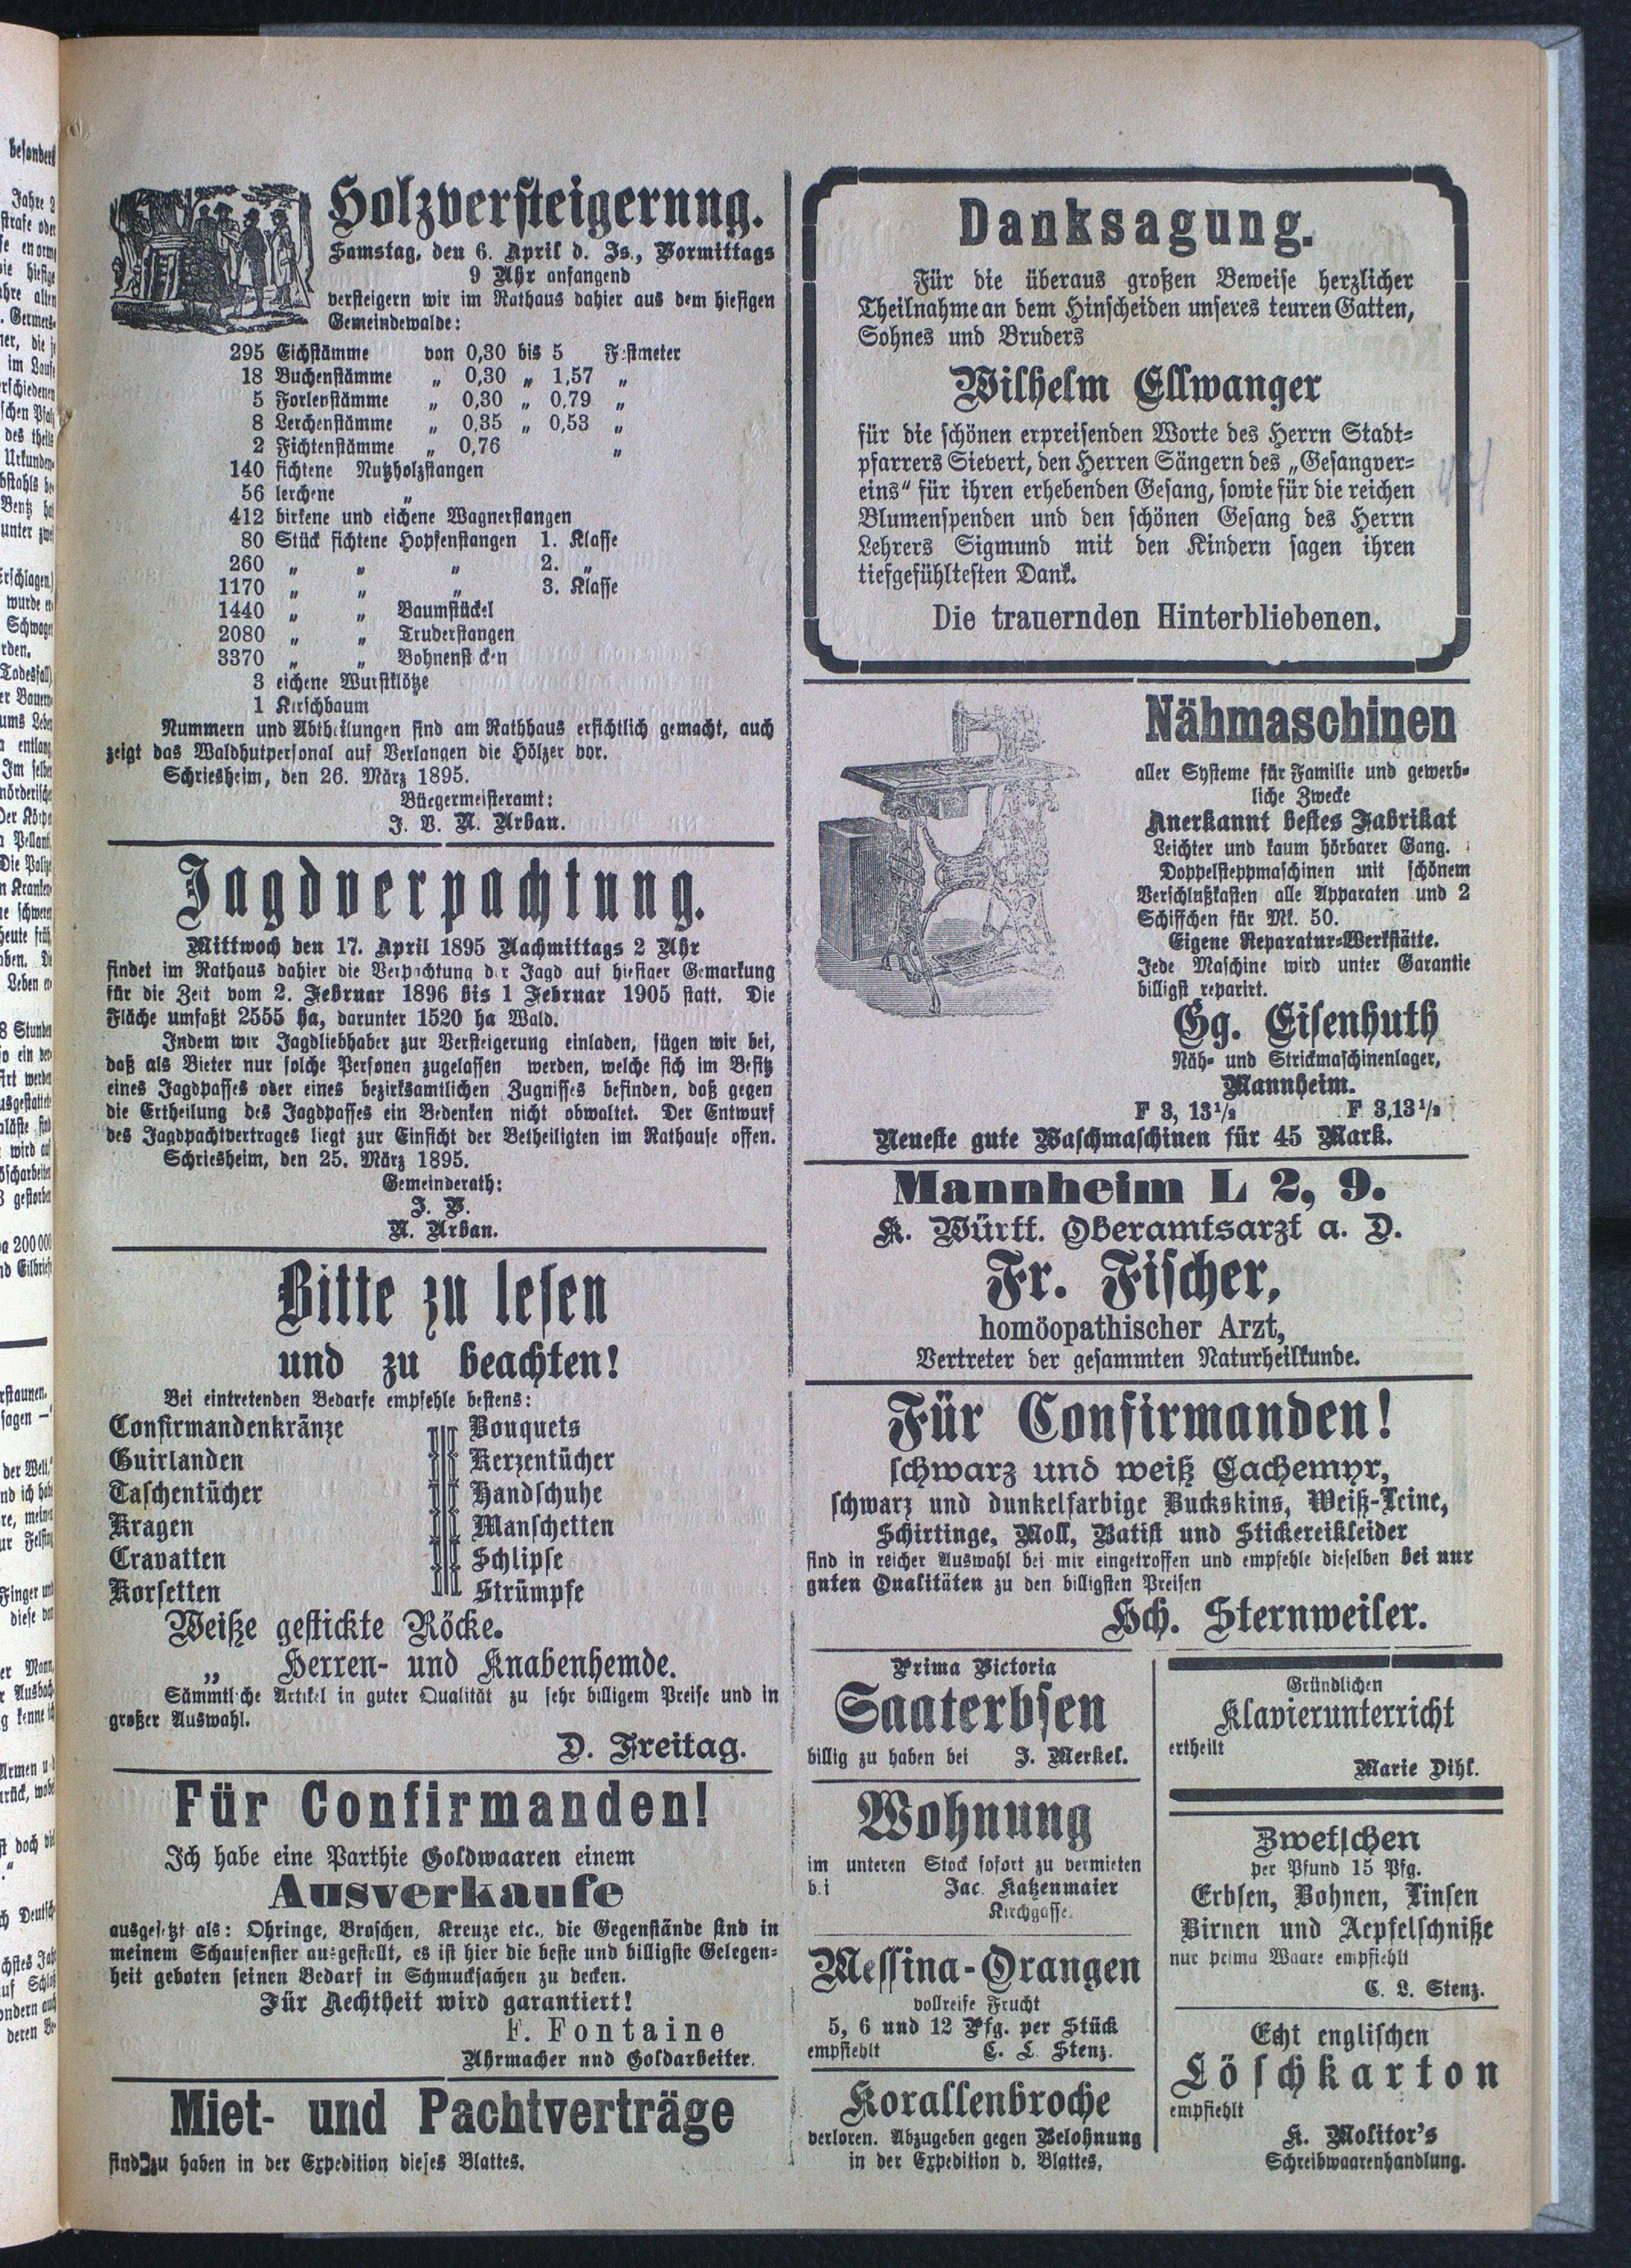 Holzversteigerung.
Samstag, den 6. April d. Js., Vormittags
9 Uhr anfangend
versteigern wir im Rathaus dahier aus dem hiesigen
Gemeindewalde:
295 Eichstämme von 0,30 bis 5 Festmeter
18 Buchenstämme „ 0,30 „ 1,57 „
5 Forlenstämme „ 0,30 „ 0,79 „
8 Lerchenstämme „ 0,35 „ 0,53 „
2 Fichtenstämme „ 0,76 „
140 fichtene Nutzholzstangen
56 lerchene „
412 birkene und eichene Wagnerstangen
80 Stück fichtene Hopfenstangen 1. Klasse
260 „ „ „ 2. „
1170 „ „ „ 3. Klasse
1440 „ „ Baumstückel
2080 „ „ Truderstangen
3370 „ „ Bohnenstecken
3 eichene Wurstklötze
1 Kirschbaum
Nummern und Abtheilungen sind am Rathhaus ersichtlich gemacht, auch
zeigt das Waldhutpersonal auf Verlangen die Hölzer vor.
Schriesheim, den 26. März 1895.
Bürgermeisteramt:
J. V. A. Urban.
Jagdverpachtung.
Mittwoch den 17. April 1895 Nachmittags 2 Uhr
findet im Rathaus dahier die Verpachtung der Jagd auf hiesiger Gemarkung
für die Zeit vom 2. Februar 1896 bis 1 Februar 1905 statt. Die
Fläche umfaßt 2555 ha, darunter 1520 ha Wald.
Indem wir Jagdliebhaber zur Versteigerung einladen, fügen wir bei,
daß als Bieter nur solche Personen zugelassen werden, welche sich im Besitz
eines Jagdpasses oder eines bezirksamtlichen Zugnisses befinden, daß gegen
die Ertheilung des Jagdpasses ein Bedenken nicht obwaltet. Der Entwurf
des Jagdpachtvertrages liegt zur Einsicht der Betheiligten im Rathause offen.
Schriesheim, den 25. März 1895.
Gemeinderath:
J. V.
A. Urban.
Bitte zu lesen
und zu beachten!
Bei eintretenden Bedarfe empfehle bestens:
Confirmandenkränze Bouquets
Guirlanden Kerzentücher
Taschentücher Handschuhe
Kragen Manschetten
Cravatten Schlipse
Korsetten Strümpfe
Weiße gestickte Röcke.
„ Herren- und Knabenhemde.
Sämmtliche Artikel in guter Qualität zu sehr billigem Preise und in
großer Auswahl.
D. Freitag.
Für Confirmanden!
Ich habe eine Parthie Goldwaaren einem
Ausverkaufe
ausgesetzt als: Ohringe, Broschen, Kreuze etc., die Gegenstände sind in
meinem Schaufenster ausgestellt, es ist hier die beste und billigste Gelegen-
heit geboten seinen Bedarf in Schmucksachen zu decken.
Für Aechtheit wird garantiert!
F. Fontaine
Uhrmacher und Goldarbeiter.
Miet- und Pachtverträge
sind zu haben in der Expedition dieses Blattes.
Danksagung.
Für die überaus großen Beweise herzlicher
Theilnahme an dem Hinscheiden unseres teuren Gatten,
Sohnes und Bruders
Wilhelm Ellwanger
für die schönen erpreisenden Worte des Herrn Stadt-
pfarrers Sievert, den Herren Sängern des „Gesangver-
eins“ für ihren erhebenden Gesang, sowie für die reichen
Blumenspenden und den schönen Gesang des Herrn
Lehrers Sigmund mit den Kindern sagen ihren
tiefgefühltesten Dank.
Die trauernden Hinterbliebenen.
Nähmaschinen
aller Systeme für Familie und gewerb-
liche Zwecke
Anerkannt bestes Fabrikat
Leichter und kaum hörbarer Gang.
Doppelsteppmaschinen mit schönem
Verschlußkasten alle Apparaten und 2
Schiffchen für Mk. 50.
Eigene Reparatur-Werkstätte.
Jede Maschine wird unter Garantie
billigst reparirt.
Gg. Eisenhuth
Näh- und Strickmaschinenlager,
Mannheim.
F 3, 13½ F 3,13½
Neueste gute Waschmaschinen für 45 Mark.
Mannheim L 2, 9.
K. Württ. Oberamtsarzt a. D.
Fr. Fischer,
homöopathischer Arzt,
Vertreter der gesammten Naturheilkunde.
Für Confirmanden!
schwarz und weiß Cachemyr,
schwarz und dunkelfarbige Buckskins, Weiß-Leine,
Schirtinge, Moll, Batist und Stickereikleider
sind in reicher Auswahl bei mir eingetroffen und empfehle dieselben bei nur
guten Qualitäten zu den billigsten Preisen
Hch. Sternweiler.
Prima Victoria
Saaterbsen
billig zu haben bei J. Merkel.
Wohnung
im unteren Stock sofort zu vermieten
bei Jac. Katzenmaier
Kirchgasse.
Messina-Orangen
vollreife Frucht
5, 6 und 12 Pfg. per Stück
empfiehlt C. L. Stenz.
Korallenbroche
verloren. Abzugeben gegen Belohnung
in der Expedition d. Blattes.
Gründlichen
Klavierunterricht
ertheilt
Marie Dihl.
Zwetschen
per Pfund 15 Pfg.
Erbsen, Bohnen, Linsen
Birnen und Aepfelschnitze
nur prima Waare empfiehlt
C. L. Stenz.
Echt englischen
Löschkarton
empfiehlt
K. Molitor's
Schreibwaarenhandlung.